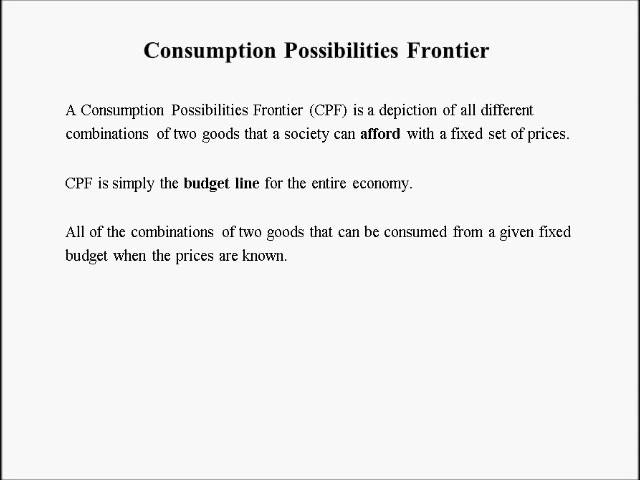 Consumption Possibilities Frontier
A Consumption Possibilities Frontier (CPF) is a depiction of all different
combinations of two goods that a society can afford with a fixed set of prices.
CPF is simply the budget line for the entire economy.
All of the combinations of two goods that can be consumed from a given fixed
budget when the prices are known.